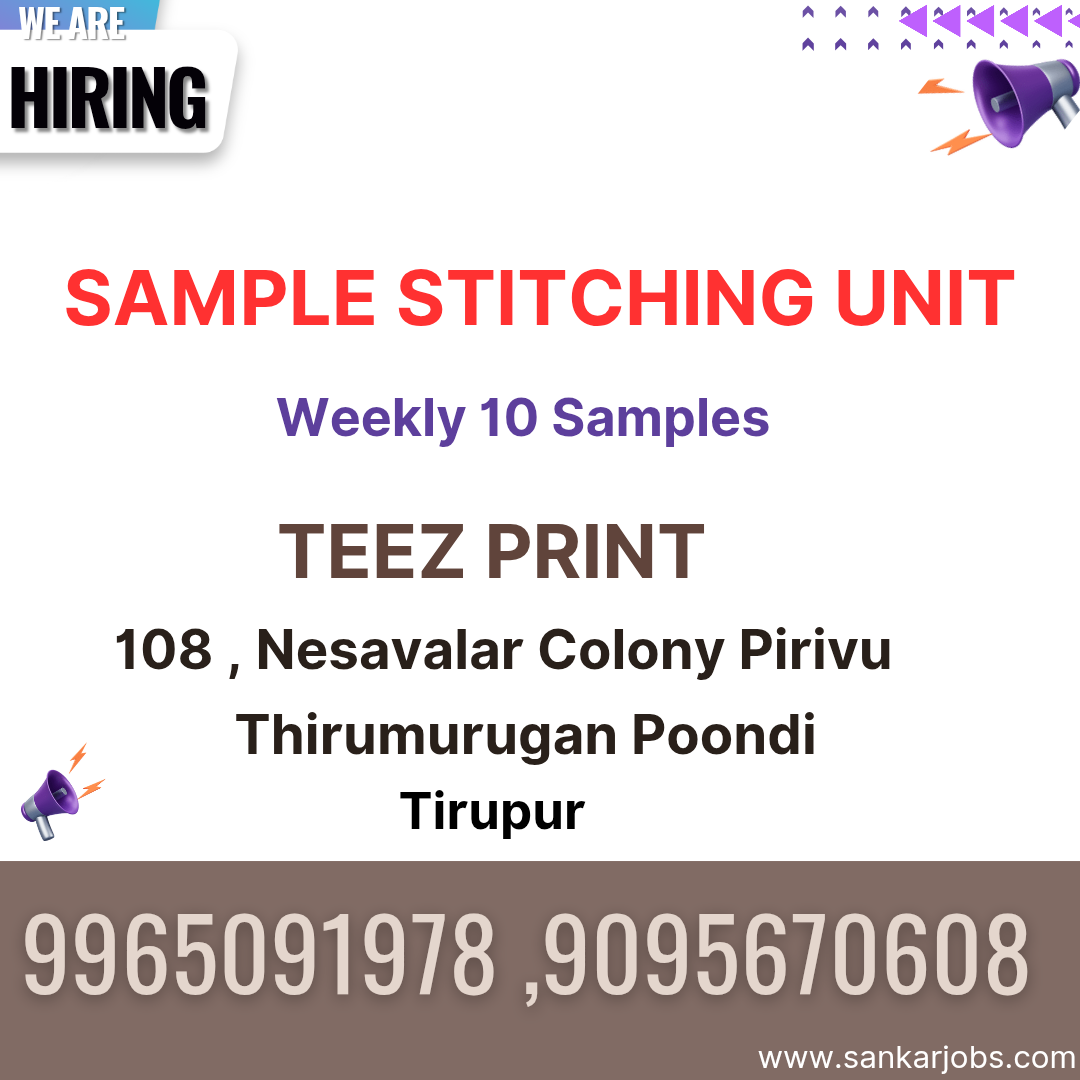 WE ARE
HIRING
SAMPLE STITCHING UNIT
Weekly 10 Samples
TEEZ PRINT
108 , Nesavalar Colony Pirivu
Thirumurugan Poondi
Tirupur
9965091978 ,9095670608
www.sankarjobs.com